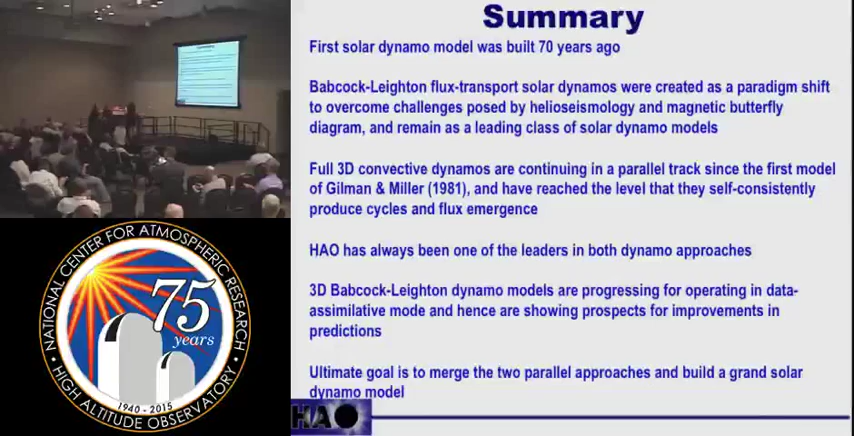 Summary
First solar dynamo model was built 70 years ago
Babcock-Leighton flux-transport solar dynamos were created as a paradigm shift
to overcome challenges posed by helioseismology and magnetic butterfly
diagram, and remain as a leading class of solar dynamo models
Full 3D convective dynamos are continuing in a parallel track since the first model
of Gilman & Miller (1981), and have reached the level that they self-consistently
produce cycles and flux emergence
HAO has always been one of the leaders in both dynamo approaches
3D Babcock-Leighton dynamo models are progressing for operating in data-
assimilative mode and hence are showing prospects for improvements in
predictions
Ultimate goal is to merge the two parallel approaches and build a grand solar
dynamo model
HAO
NATIONAL CENTER FOR ATMOSPHERIC RESEARCH
75
years
1940 - 2015
HIGH ALTITUDE OBSERVATORY